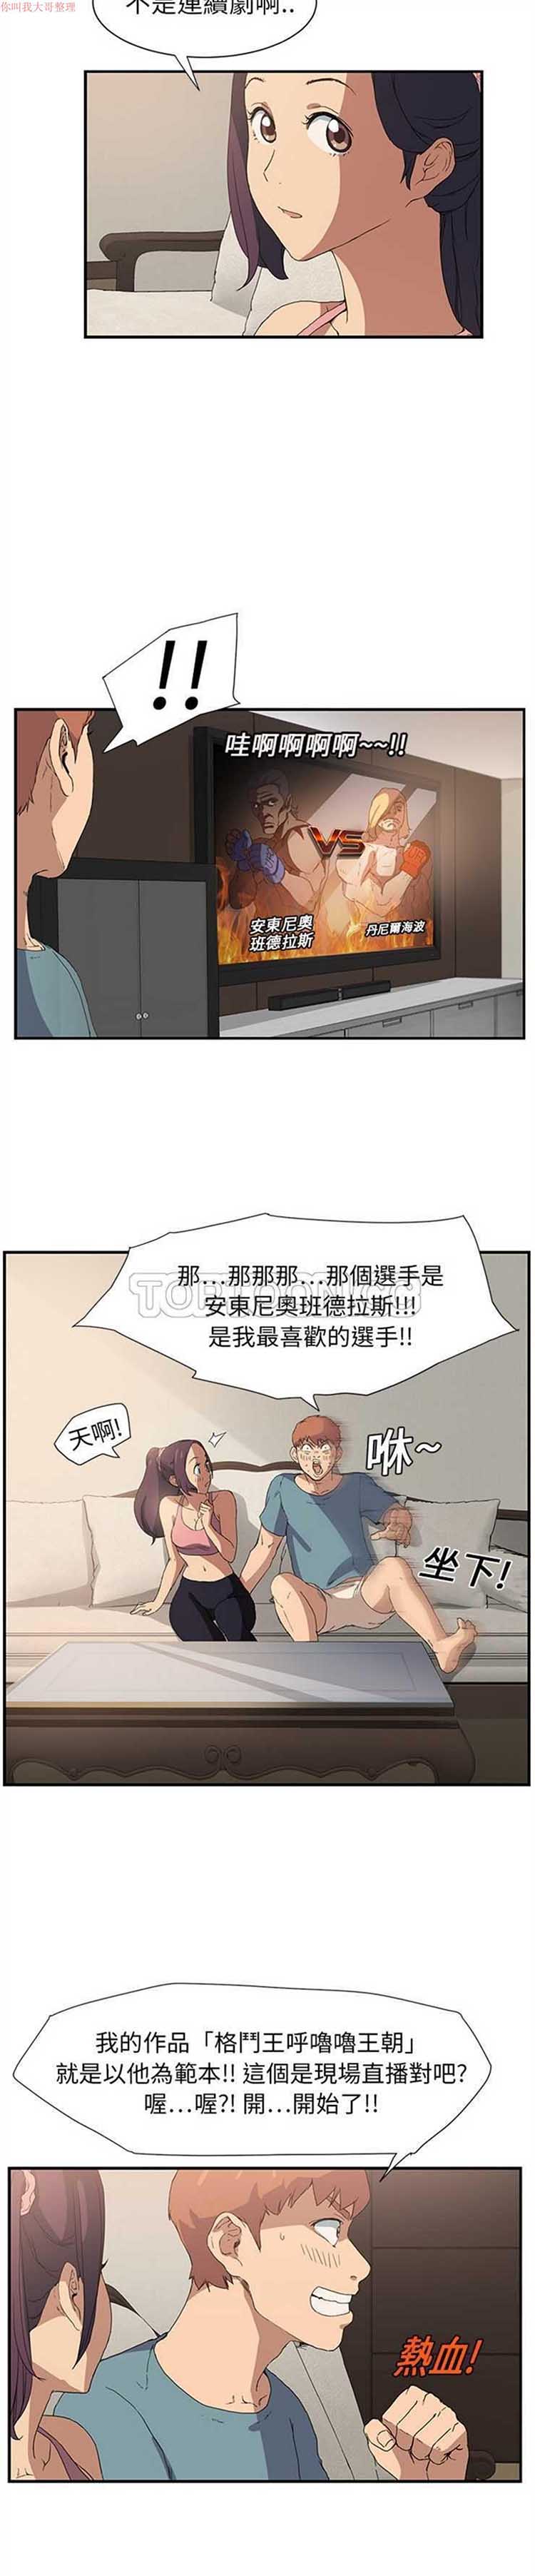 你叫我大哥整理
不是連續劇啊..
!!
哇啊啊啊啊~~!!
VS
安東尼奧
班德拉斯
丹尼爾海波
那...那那那...那個選手是
TOPTOON.CO
安東尼奧班德拉斯!!!
是我最喜歡的選手!!
天啊!
咻~
坐下!
我的作品「格鬥王呼嚕嚕王朝」
就是以他為範本!! 這個是現場直播對吧?
喔...喔?! 開...開始了!!
熱血!